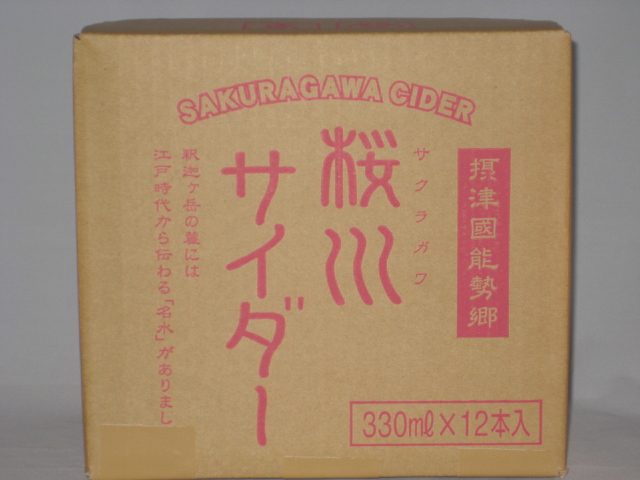 SAKURAGAWA CIDER
摂津國能勢郷
サクラガワ
桜川
サイダー
釈迦ヶ岳の麓には
江戸時代から伝わる「名水」がありまし
330ml×12本入